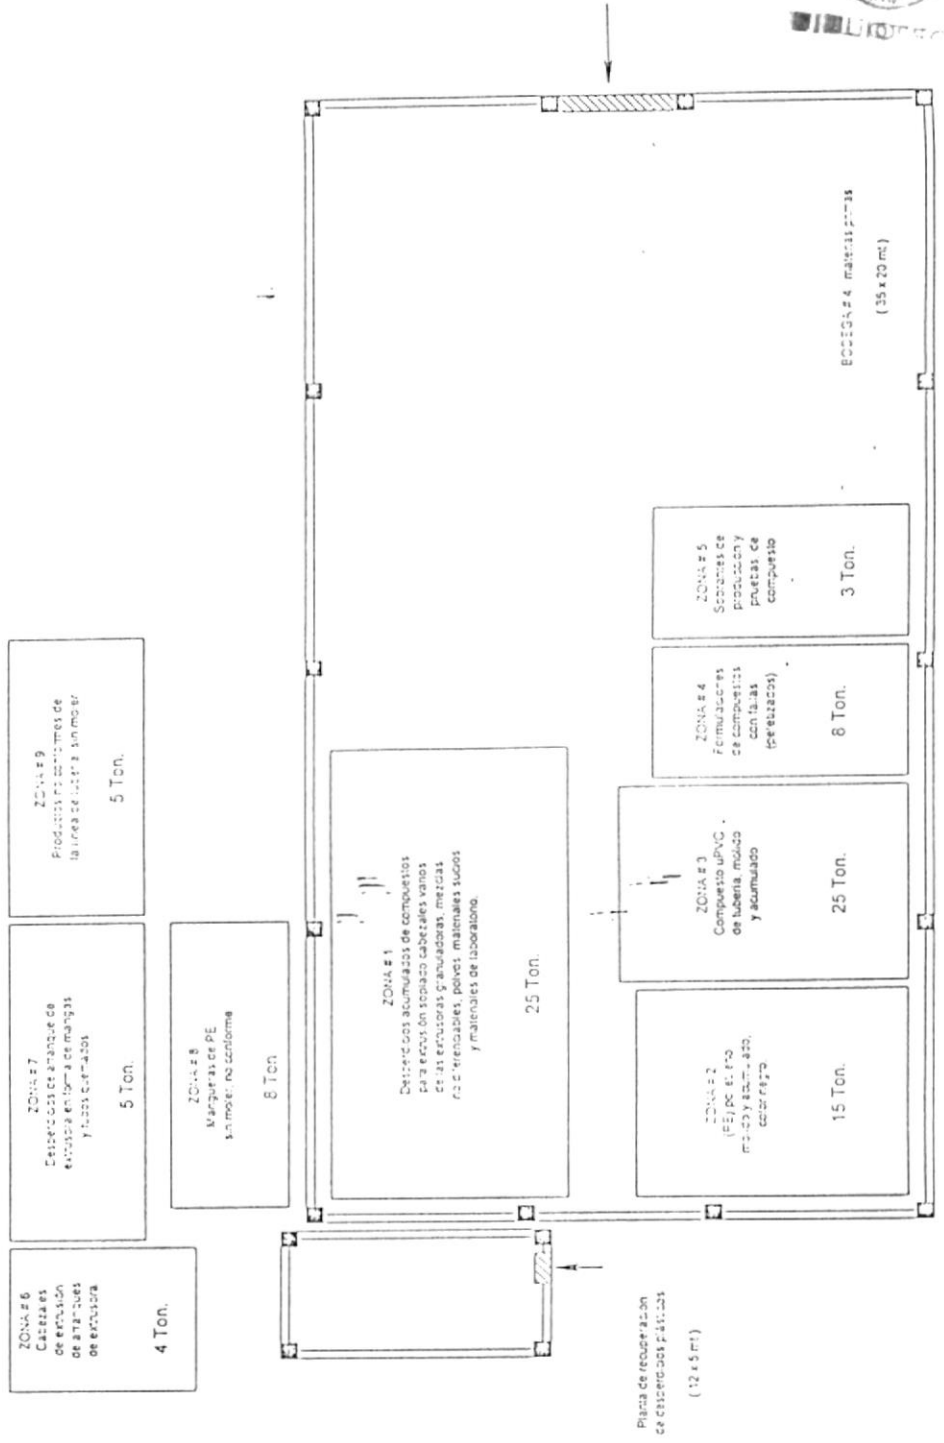 ZONA # 6
Cabezales
de extrusión
de arranques
de extrusora
4 Ton.
ZONA # 7
Desperdicios de arranque de
extrusora en forma de mangas
y tubos quemados
5 Ton.
ZONA # 9
Productos no conformes de
la línea de tubería sin moler
5 Ton.
ZONA # 8
Mangueras de PE
sin moler, no conforme
8 Ton.
ZONA # 1
Desperdicios acumulados de compuestos
para extrusión soplado cabezales varios
de las extrusoras granuladoras, mezclas
no diferenciables, polvos materiales sucios
y materiales de laboratorio.
25 Ton.
ZONA # 2
(PE) polietileno
molido y acumulado,
color negro.
15 Ton.
ZONA # 3
Compuesto uPVC
de tubería, molido
y acumulado
25 Ton.
ZONA # 4
Formulaciones
de compuestos
con fallas
(peletizados)
8 Ton.
ZONA # 5
Sobrantes de
producción y
pruebas de
compuesto
3 Ton.
BODEGA # 4 materias primas
( 35 x 20 mt )
Planta de recuperación
de desperdicios plásticos
( 12 x 5 mt )